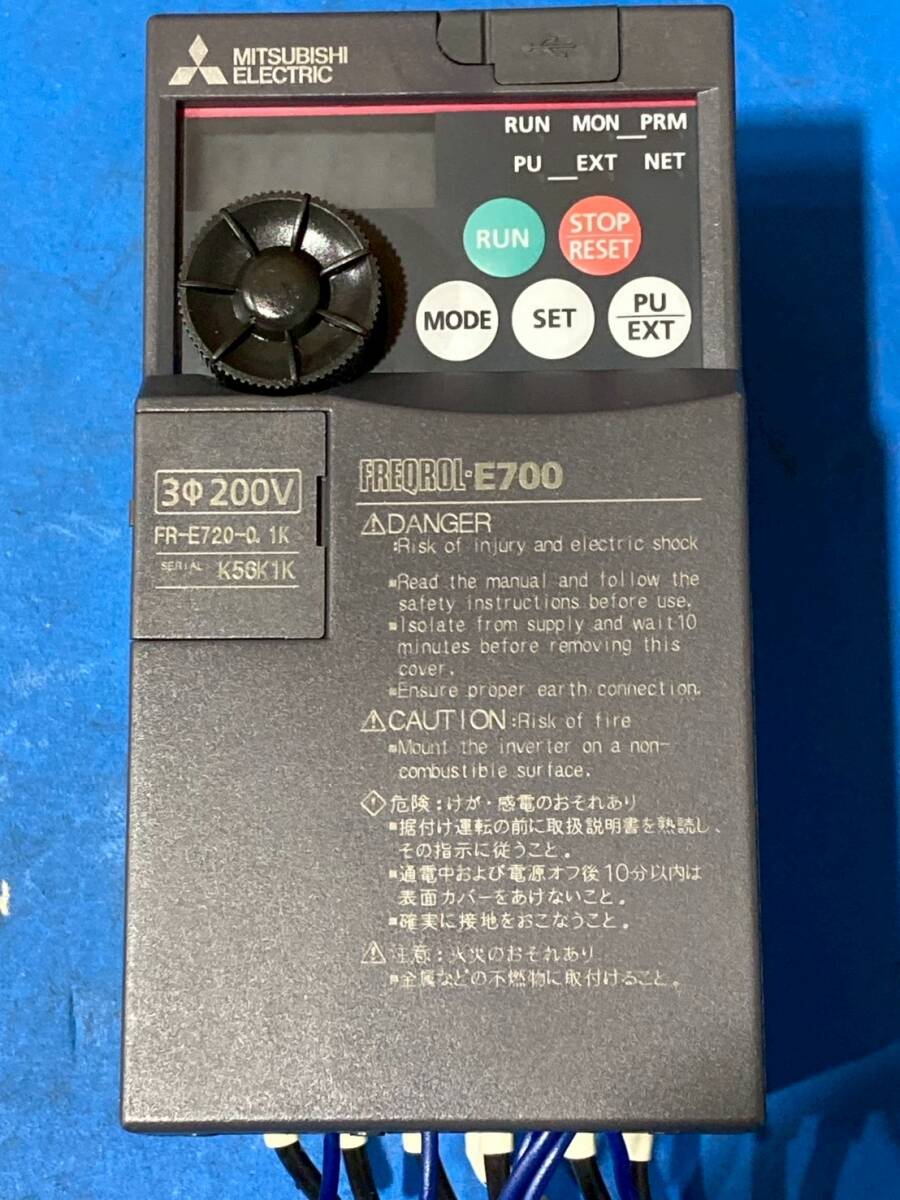 MITSUBISHI
ELECTRIC
RUN MON PRM
PU EXT NET
RUN
STOP
RESET
MODE
SET
PU
EXT
3Φ 200V
FR-E720-0.1K
SERIAL K56K1K
FREQROL-E700
⚠DANGER
:Risk of injury and electric shock
■Read the manual and follow the
safety instructions before use.
■Isolate from supply and wait10
minutes before removing this
cover.
■Ensure proper earth connection.
⚠CAUTION:Risk of fire
■Mount the inverter on a non-
combustible surface.
危険：けが・感電のおそれあり
■据付け運転の前に取扱説明書を熟読し、
その指示に従うこと。
■通電中および電源オフ後10分以内は
表面カバーをあけないこと。
■確実に接地をおこなうこと。
⚠注意：火災のおそれあり
■金属などの不燃物に取付けること。